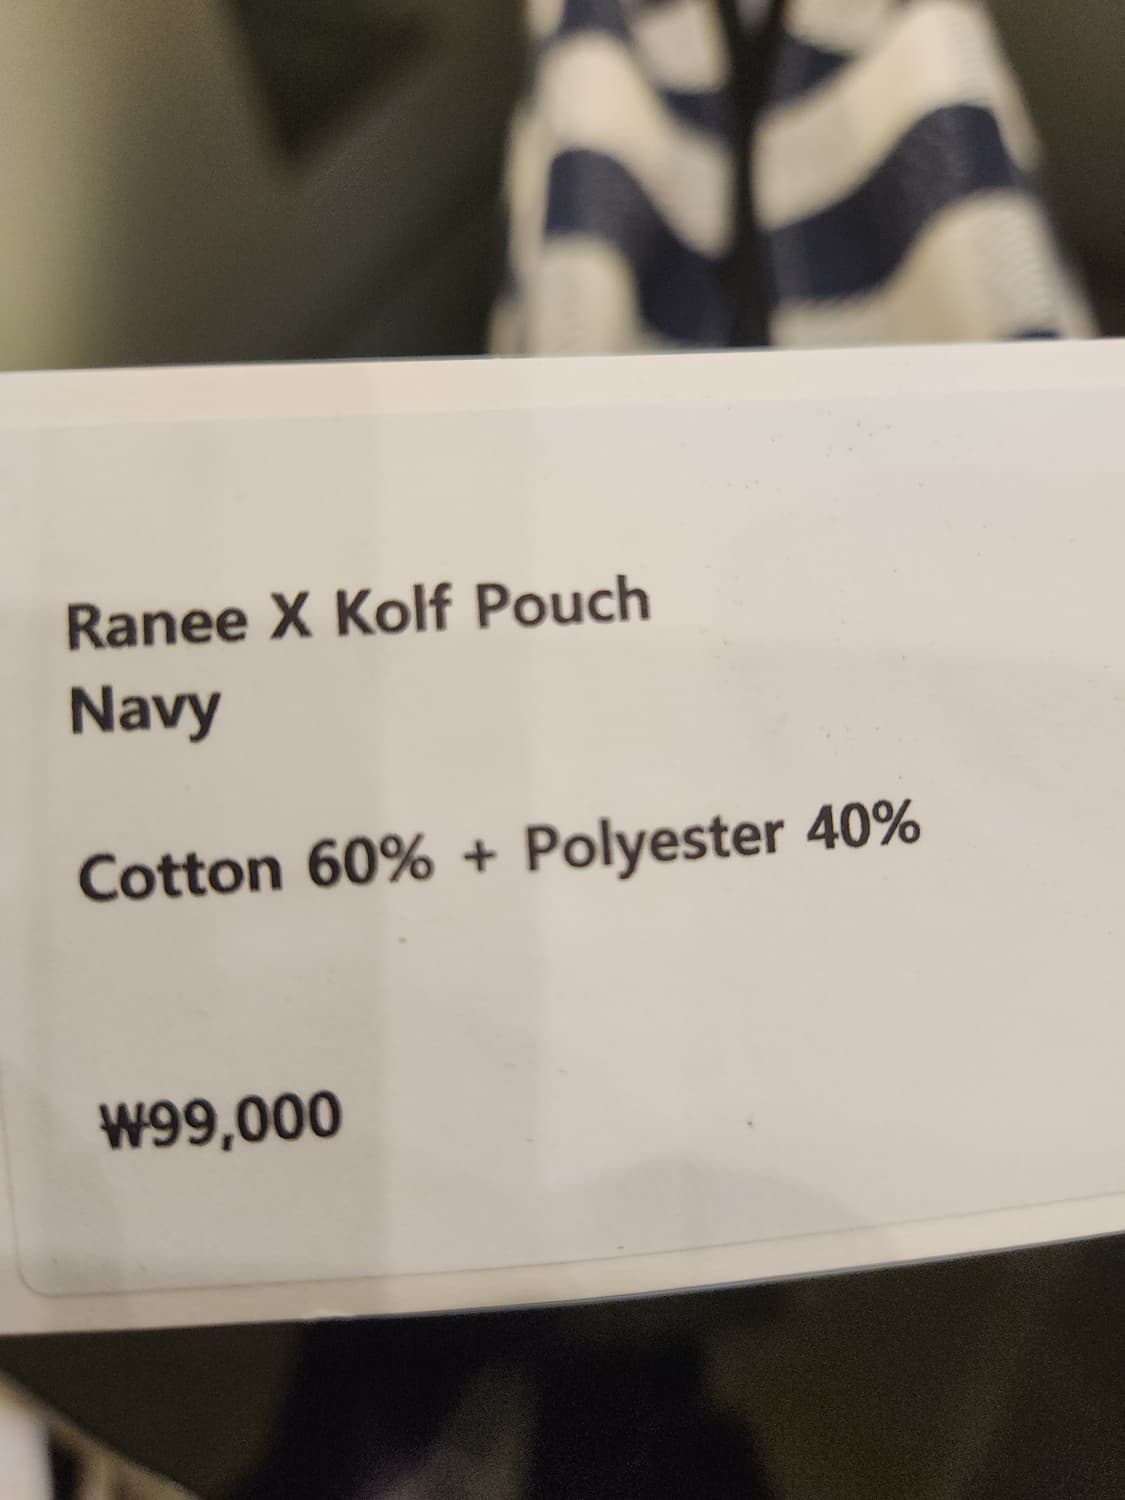 Ranee X Kolf Pouch
Navy
Cotton 60% + Polyester 40%
₩99,000